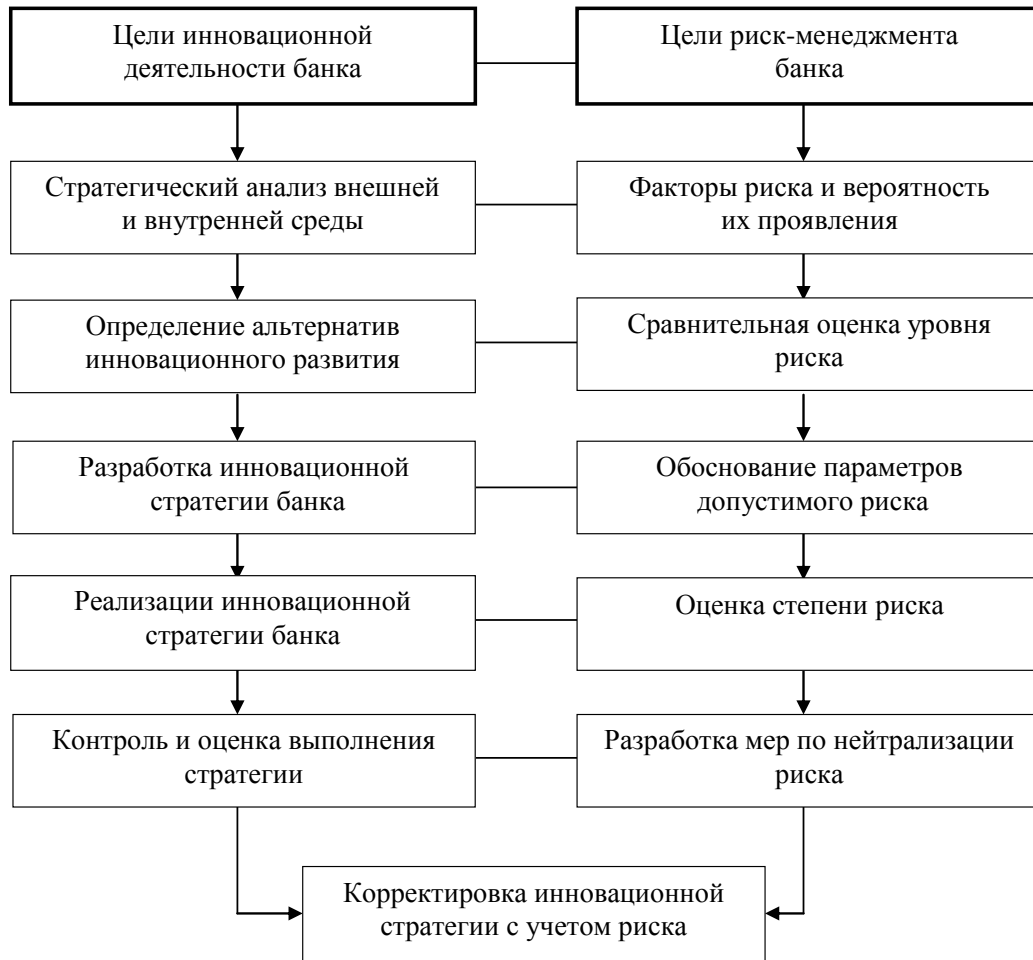 Цели инновационной
деятельности банка
Цели риск-менеджмента
банка
Стратегический анализ внешней
и внутренней среды
Факторы риска и вероятность
их проявления
Определение альтернатив
инновационного развития
Сравнительная оценка уровня
риска
Разработка инновационной
стратегии банка
Обоснование параметров
допустимого риска
Реализации инновационной
стратегии банка
Оценка степени риска
Контроль и оценка выполнения
стратегии
Разработка мер по нейтрализации
риска
Корректировка инновационной
стратегии с учетом риска